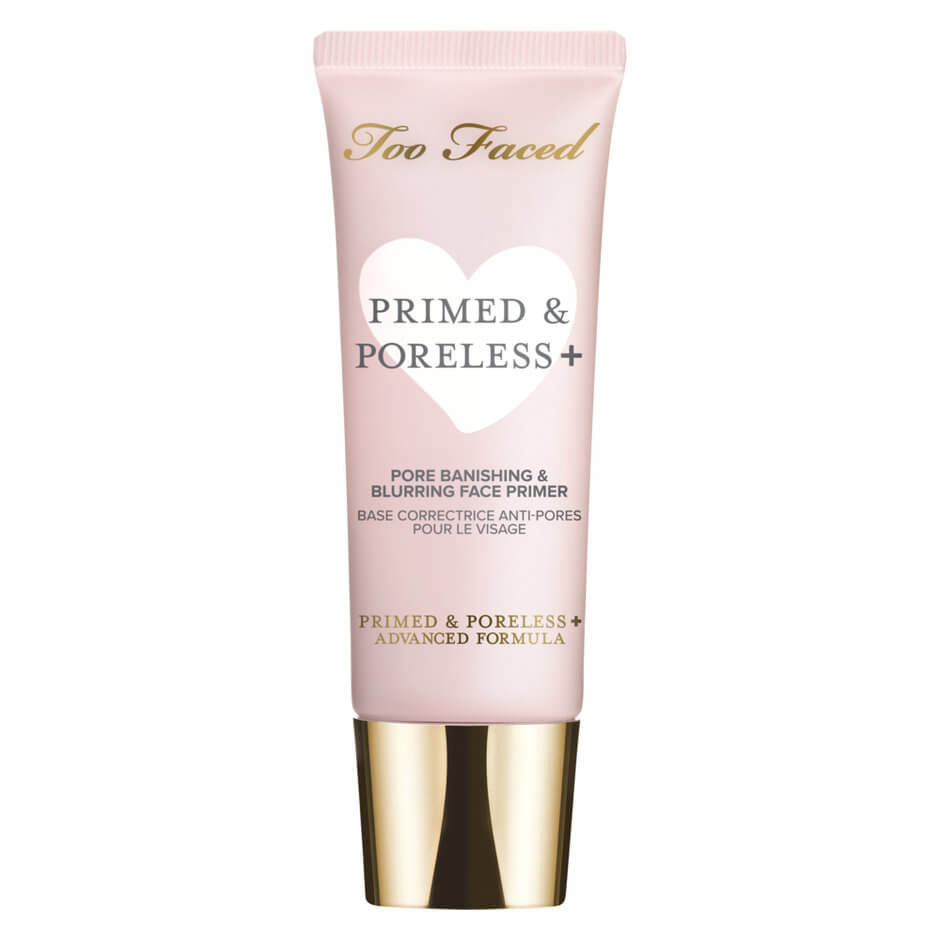 Too Faced
PRIMED &
PORELESS +
PORE BANISHING &
BLURRING FACE PRIMER
BASE CORRECTRICE ANTI-PORES
POUR LE VISAGE
PRIMED & PORELESS +
ADVANCED FORMULA